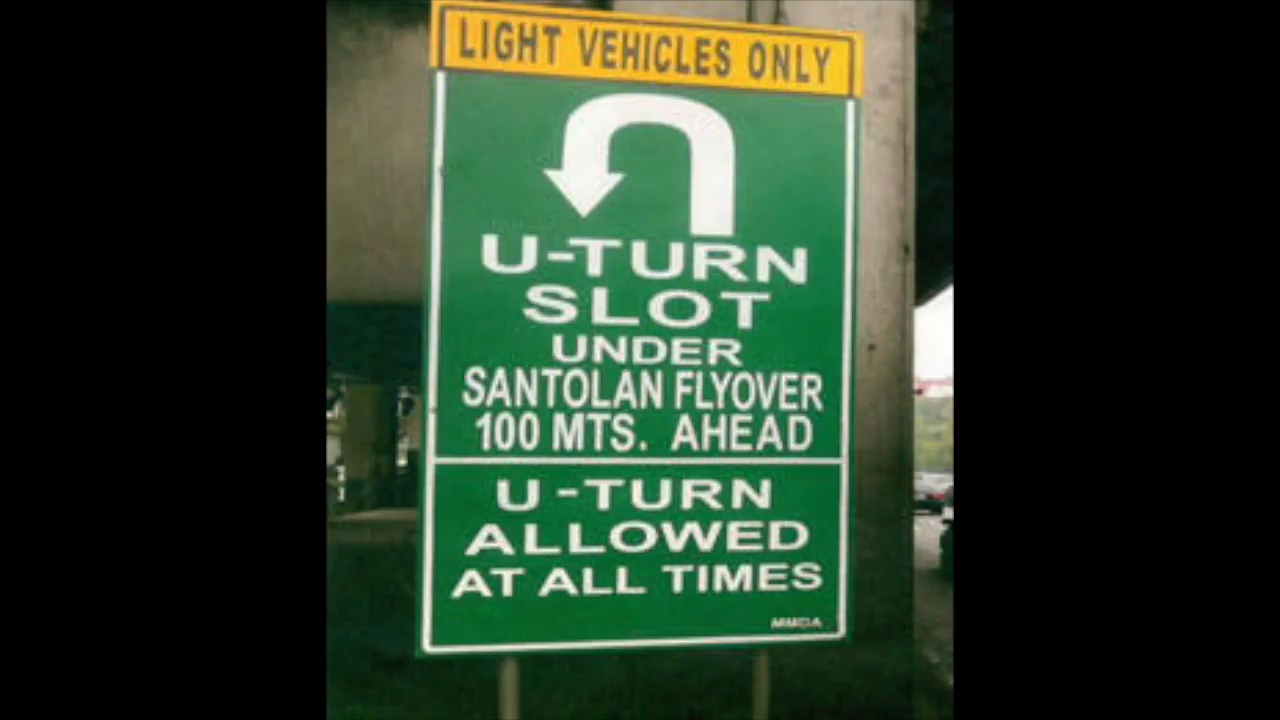 LIGHT VEHICLES ONLY
U-TURN
SLOT
UNDER
SANTOLAN FLYOVER
100 MTS. AHEAD
U-TURN
ALLOWED
AT ALL TIMES
MMDA